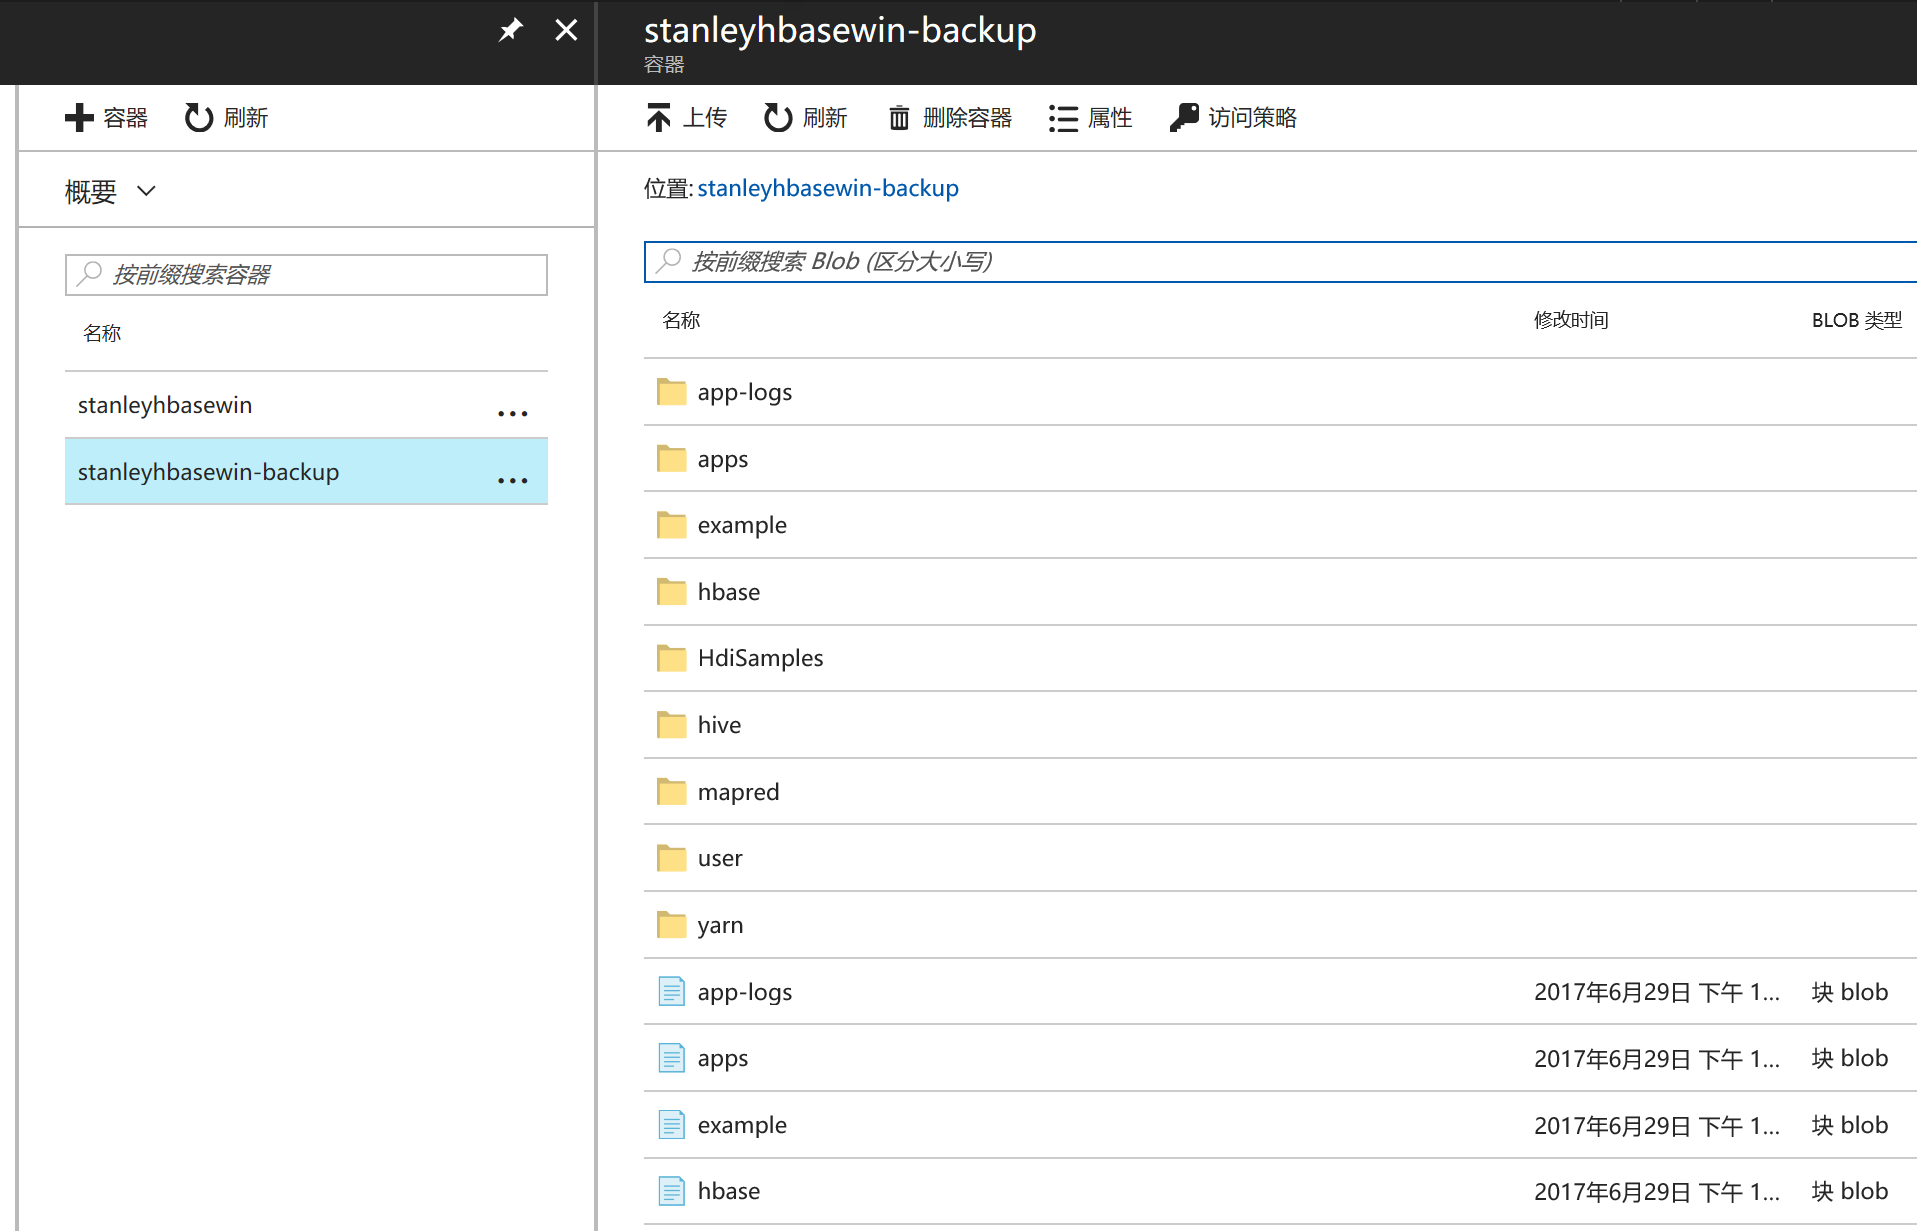 stanleyhbasewin-backup
容器
容器 刷新
上传 刷新 删除容器 属性 访问策略
概要
按前缀搜索容器
名称
stanleyhbasewin ...
stanleyhbasewin-backup ...
位置: stanleyhbasewin-backup
按前缀搜索 Blob (区分大小写)
名称 修改时间 BLOB 类型
app-logs
apps
example
hbase
HdiSamples
hive
mapred
user
yarn
app-logs 2017年6月29日 下午 1... 块 blob
apps 2017年6月29日 下午 1... 块 blob
example 2017年6月29日 下午 1... 块 blob
hbase 2017年6月29日 下午 1... 块 blob